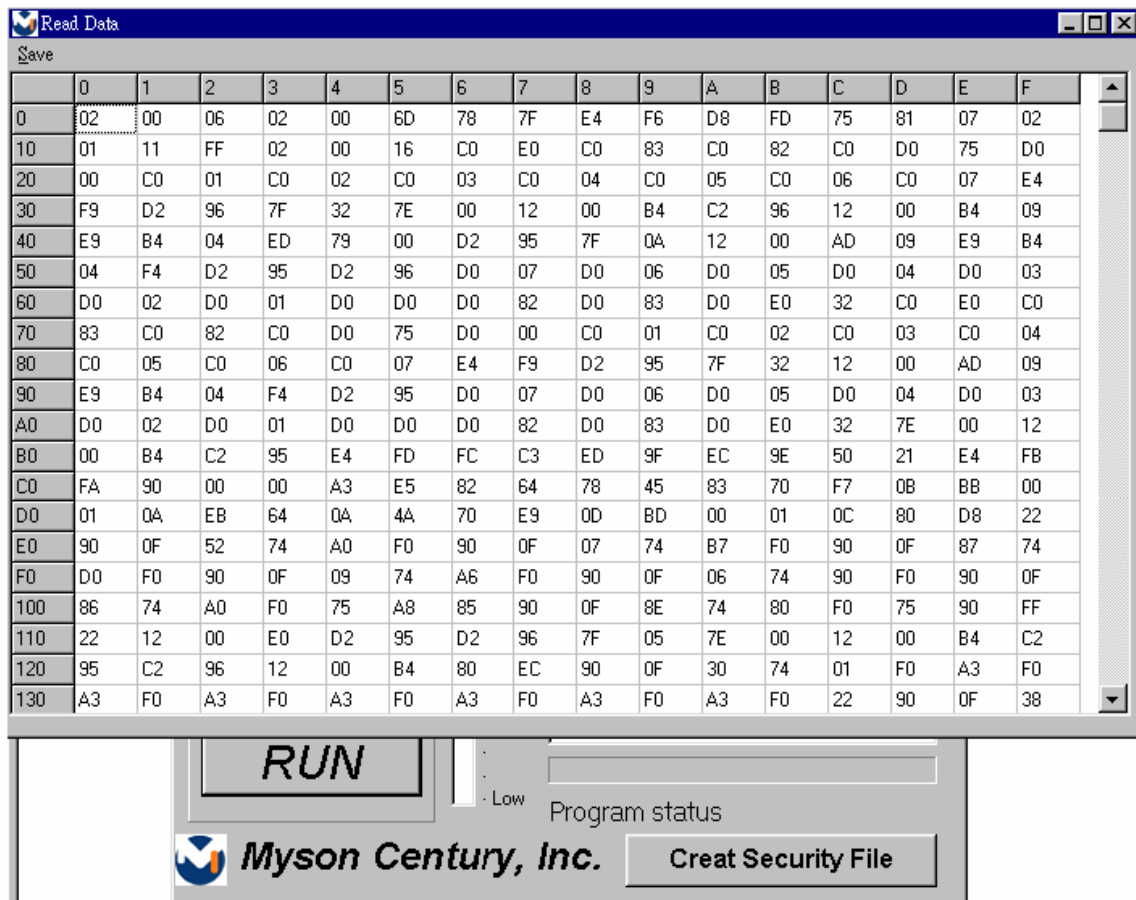 Read Data
Save
0 1 2 3 4 5 6 7 8 9 A B C D E F
0 02 00 06 02 00 6D 78 7F E4 F6 D8 FD 75 81 07 02
10 01 11 FF 02 00 16 C0 E0 C0 83 C0 82 C0 D0 75 D0
20 00 C0 01 C0 02 C0 03 C0 04 C0 05 C0 06 C0 07 E4
30 F9 D2 96 7F 32 7E 00 12 00 B4 C2 96 12 00 B4 09
40 E9 B4 04 ED 79 00 D2 95 7F 0A 12 00 AD 09 E9 B4
50 04 F4 D2 95 D2 96 D0 07 D0 06 D0 05 D0 04 D0 03
60 D0 02 D0 01 D0 D0 D0 82 D0 83 D0 E0 32 C0 E0 C0
70 83 C0 82 C0 D0 75 D0 00 C0 01 C0 02 C0 03 C0 04
80 C0 05 C0 06 C0 07 E4 F9 D2 95 7F 32 12 00 AD 09
90 E9 B4 04 F4 D2 95 D0 07 D0 06 D0 05 D0 04 D0 03
A0 D0 02 D0 01 D0 D0 D0 82 D0 83 D0 E0 32 7E 00 12
B0 00 B4 C2 95 E4 FD FC C3 ED 9F EC 9E 50 21 E4 FB
C0 FA 90 00 00 A3 E5 82 64 78 45 83 70 F7 0B BB 00
D0 01 0A EB 64 0A 4A 70 E9 0D BD 00 01 0C 80 D8 22
E0 90 0F 52 74 A0 F0 90 0F 07 74 B7 F0 90 0F 87 74
F0 D0 F0 90 0F 09 74 A6 F0 90 0F 06 74 90 F0 90 0F
100 86 74 A0 F0 75 A8 85 90 0F 8E 74 80 F0 75 90 FF
110 22 12 00 E0 D2 95 D2 96 7F 05 7E 00 12 00 B4 C2
120 95 C2 96 12 00 B4 80 EC 90 0F 30 74 01 F0 A3 F0
130 A3 F0 A3 F0 A3 F0 A3 F0 A3 F0 A3 F0 22 90 0F 38
RUN
Low
Program status
Myson Century, Inc.
Creat Security File